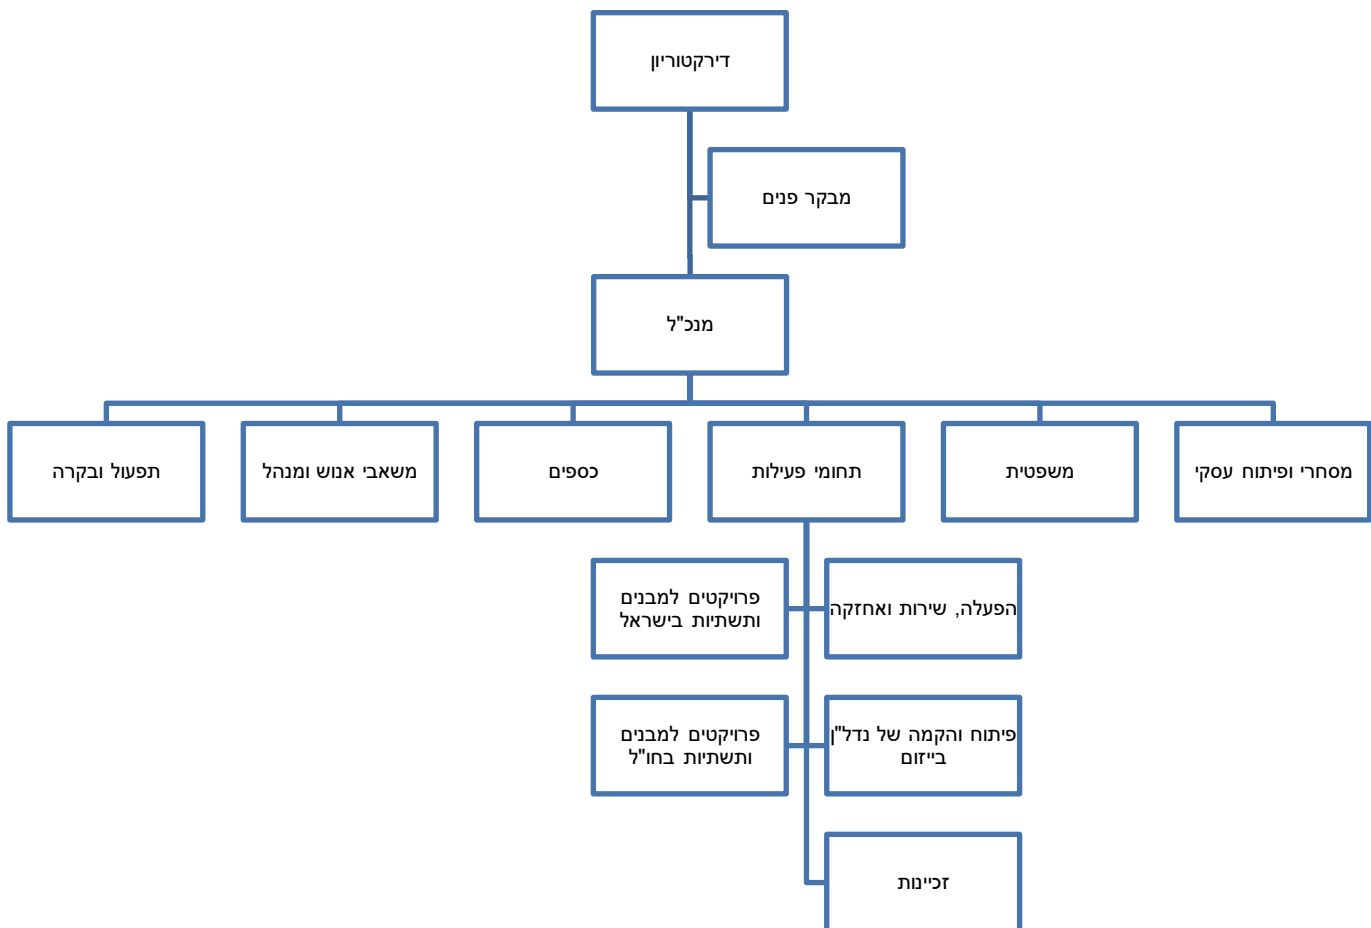 דירקטוריון
מבקר פנים
מנכ"ל
מסחרי ופיתוח עסקי
משפטית
תחומי פעילות
כספים
משאבי אנוש ומנהל
תפעול ובקרה
הפעלה, שירות ואחזקה
פרויקטים למבנים
ותשתיות בישראל
פיתוח והקמה של נדל"ן
בייזום
פרויקטים למבנים
ותשתיות בחו"ל
זכיינות